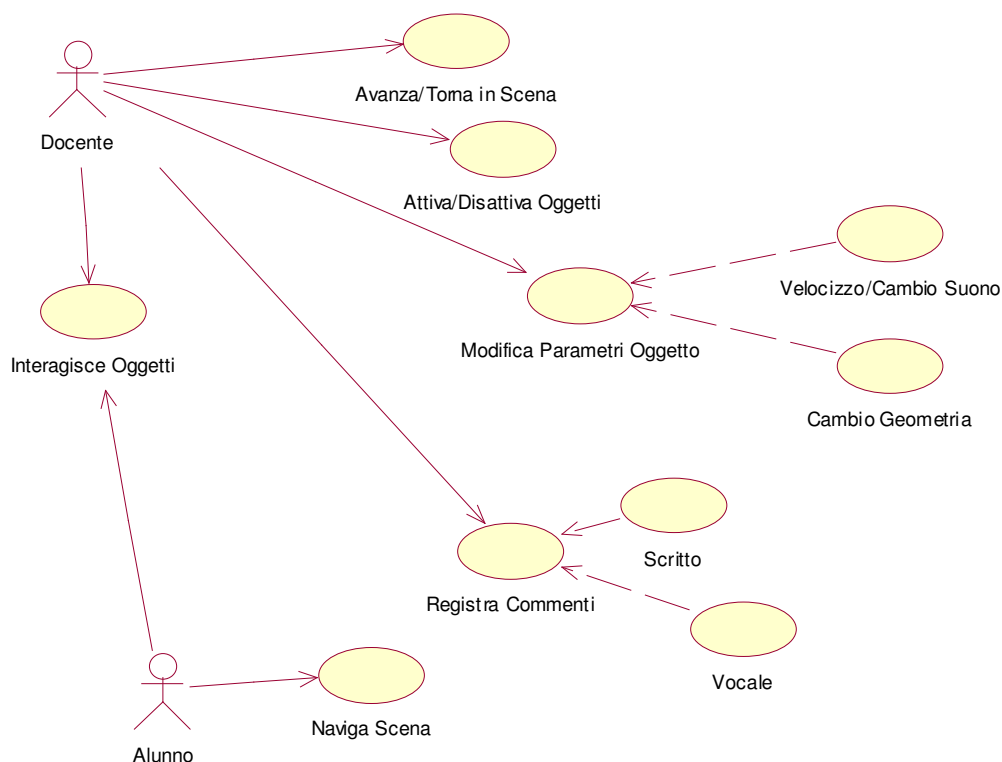 Avanza/Torna in Scena
Docente
Attiva/Disattiva Oggetti
Velocizzo/Cambio Suono
Modifica Parametri Oggetto
Interagisce Oggetti
Cambio Geometria
Scritto
Registra Commenti
Vocale
Naviga Scena
Alunno